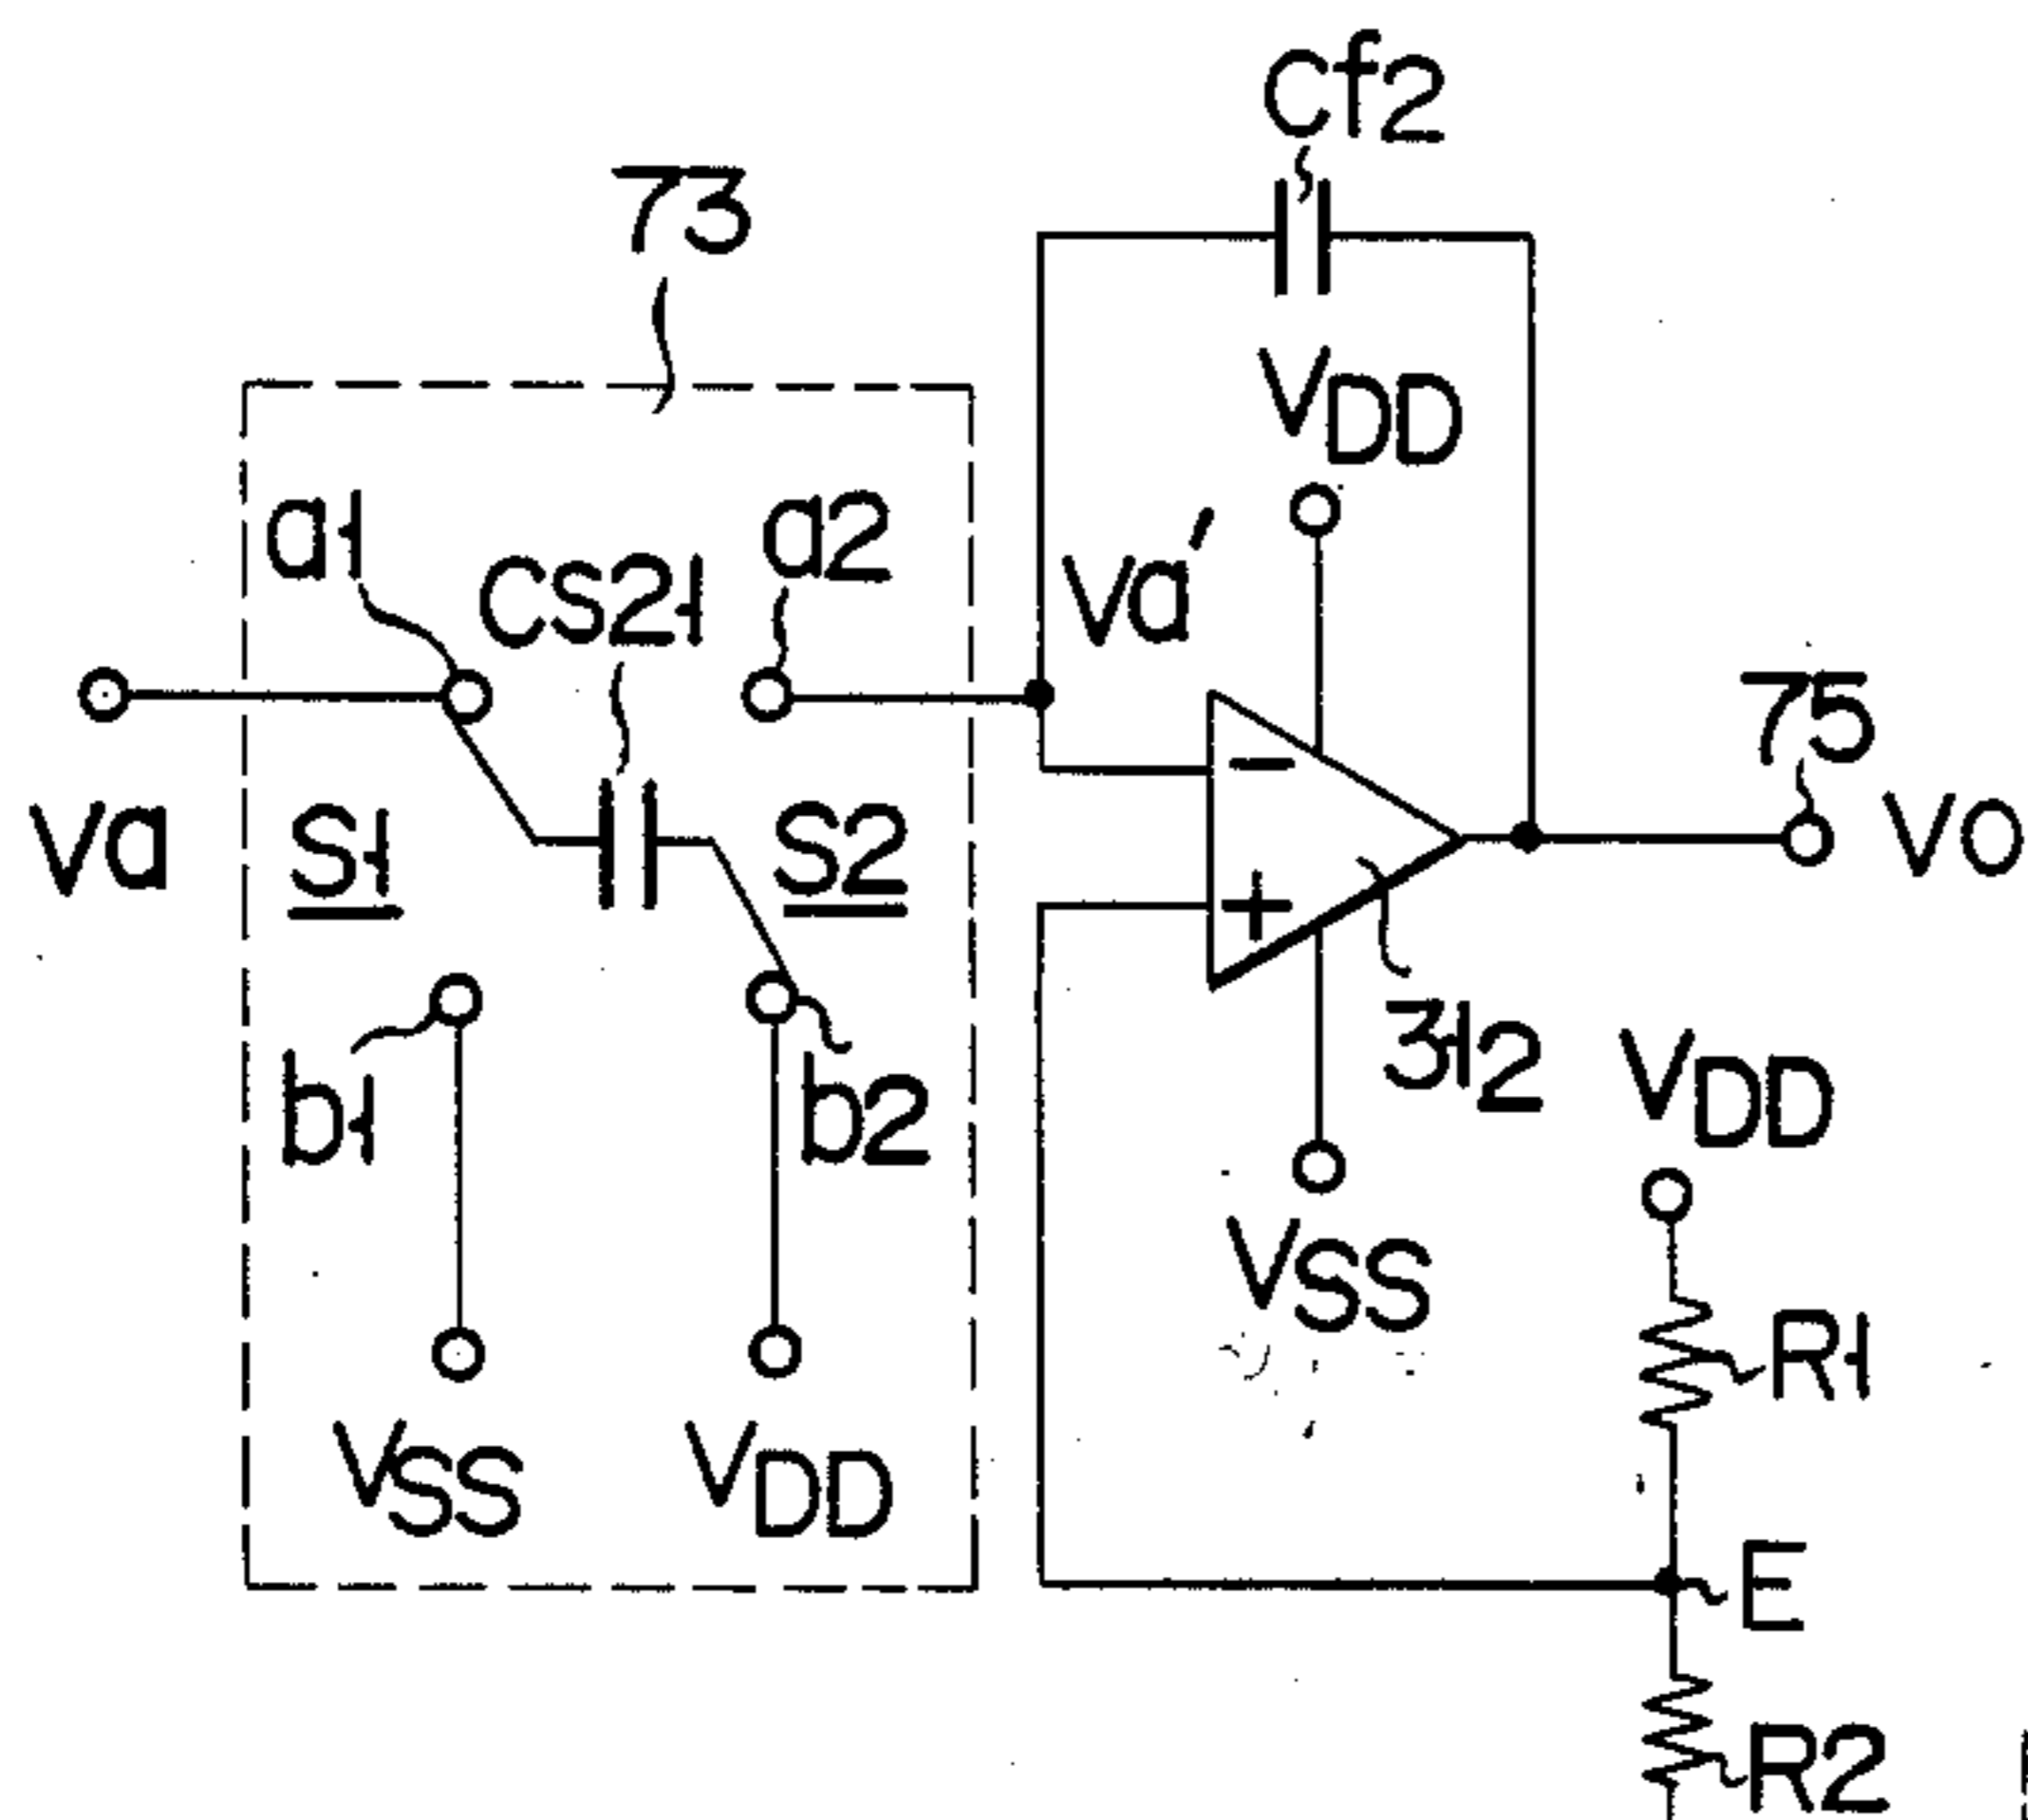 Cf2
73
VDD
a1
CS21
a2
Va'
75
Va
S1
S2
−
VO
+
312
b1
b2
VDD
VSS
R1
VSS
VDD
E
R2